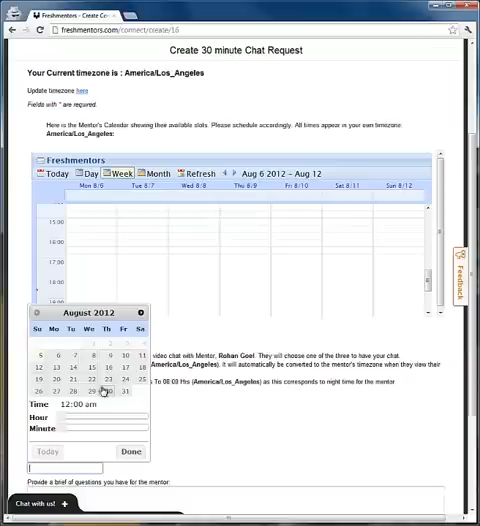 Freshmentors - Create Ce
freshmentors.com/connect/create/16
Create 30 minute Chat Request
Your Current timezone is : America/Los_Angeles
Update timezone here
Fields with * are required.
Here is the Mentor's Calendar showing their available slots. Please schedule accordingly. All times appear in your own timezone:
America/Los_Angeles:
Freshmentors
Today Day Week Month Refresh Aug 6 2012 - Aug 12
Mon 8/6 Tue 8/7 Wed 8/8 Thu 8/9 Fri 8/10 Sat 8/11 Sun 8/12
15:00
16:00
17:00
18:00
Feedback
August 2012
Su Mo Tu We Th Fr Sa
1 2 3 4
5 6 7 8 9 10 11
12 13 14 15 16 17 18
19 20 21 22 23 24 25
26 27 28 29 30 31
video chat with Mentor, Rohan Goel. They will choose one of the three to have your chat.
(America/Los_Angeles). It will automatically be converted to the mentor's timezone when they view their
To 08:00 Hrs (America/Los_Angeles) as this corresponds to night time for the mentor
Time 12:00 am
Hour
Minute
Today Done
Provide a brief of questions you have for the mentor:
Chat with us! +